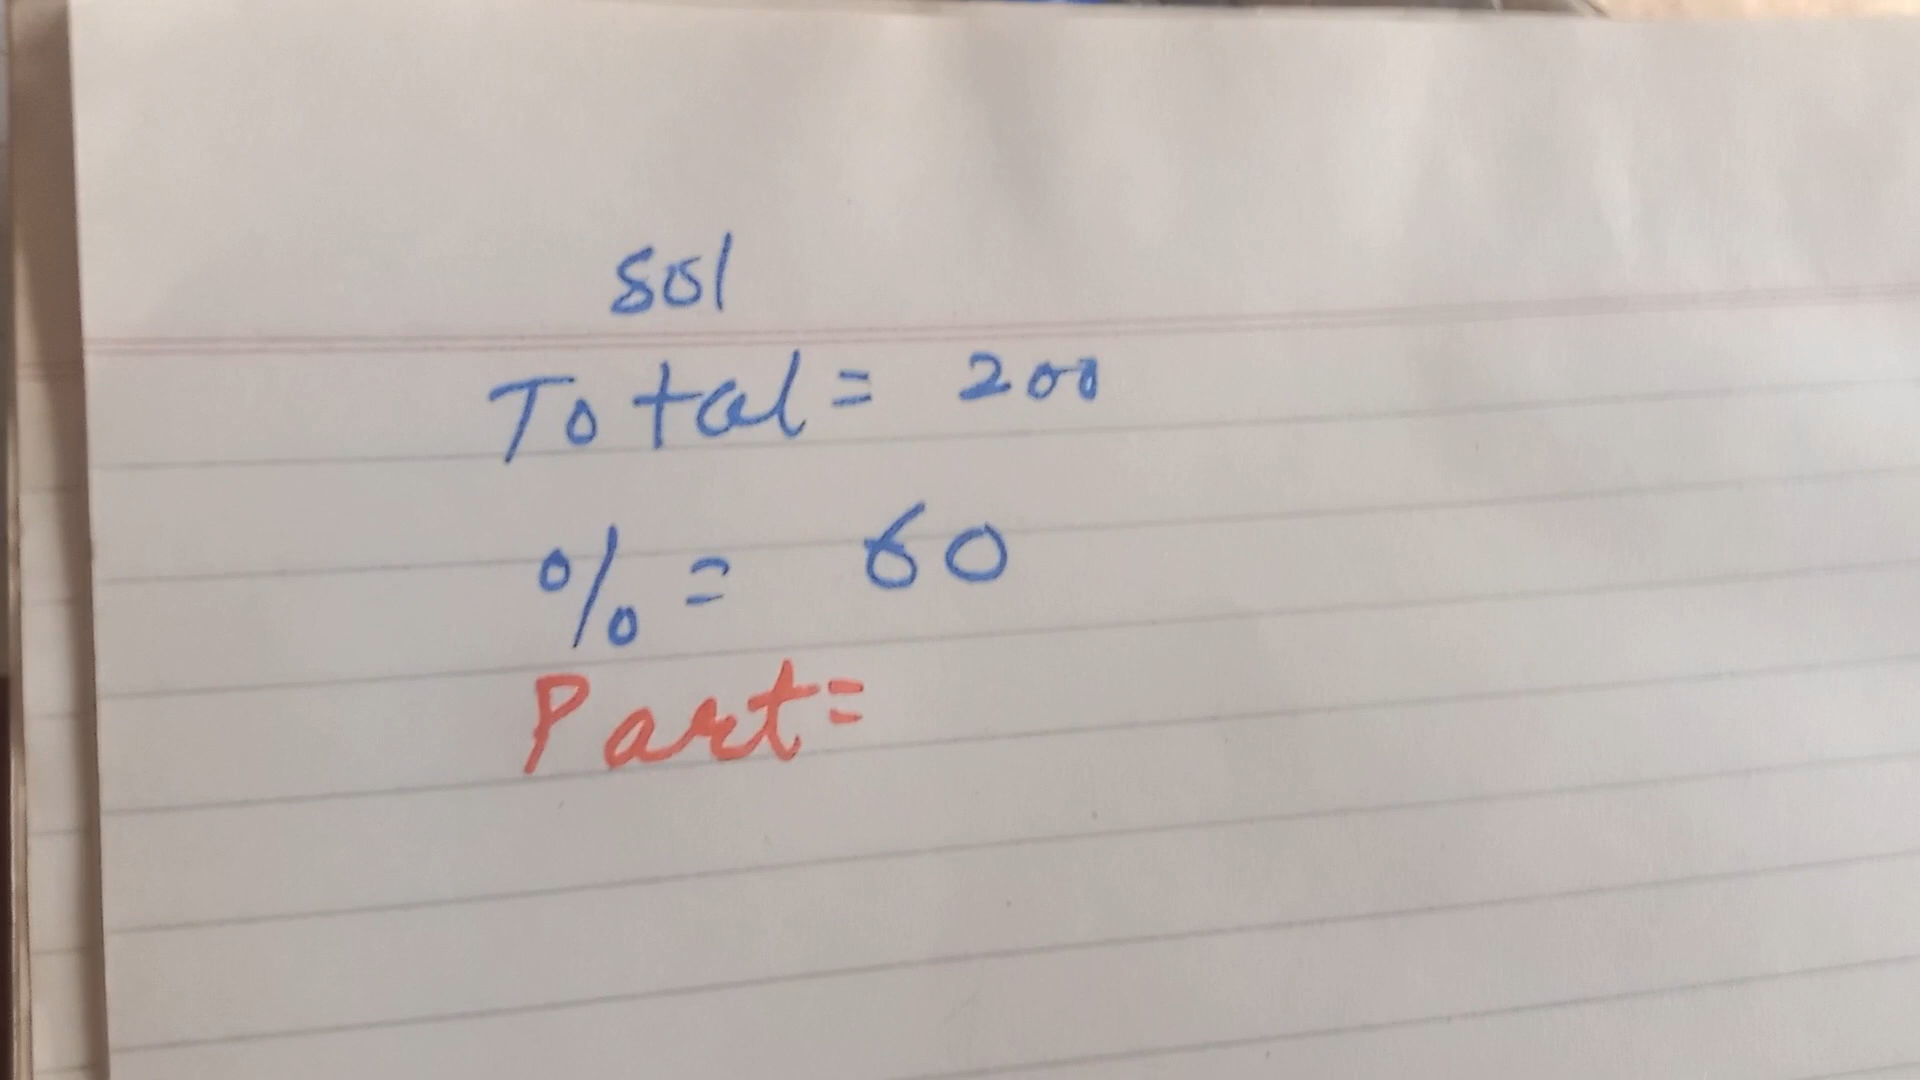 sol
Total = 200
% = 60
Part=